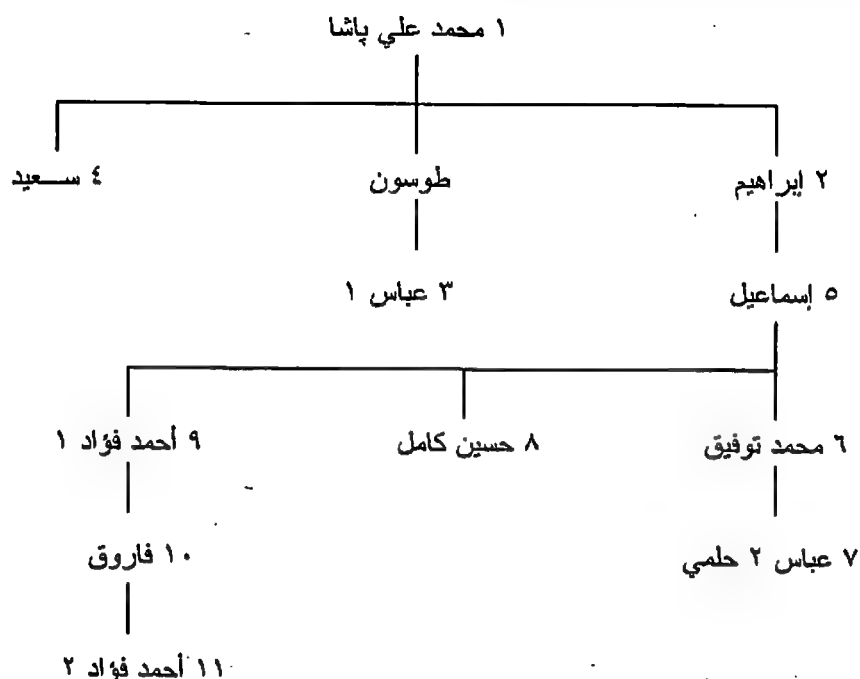 ١ محمد علي پاشا
٢ إبراهيم
طوسون
٤ سعيد
٥ إسماعيل
٣ عباس ١
٦ محمد توفيق
٨ حسين كامل
٩ أحمد فؤاد ١
٧ عباس ٢ حلمي
١٠ فاروق
١١ أحمد فؤاد ٢